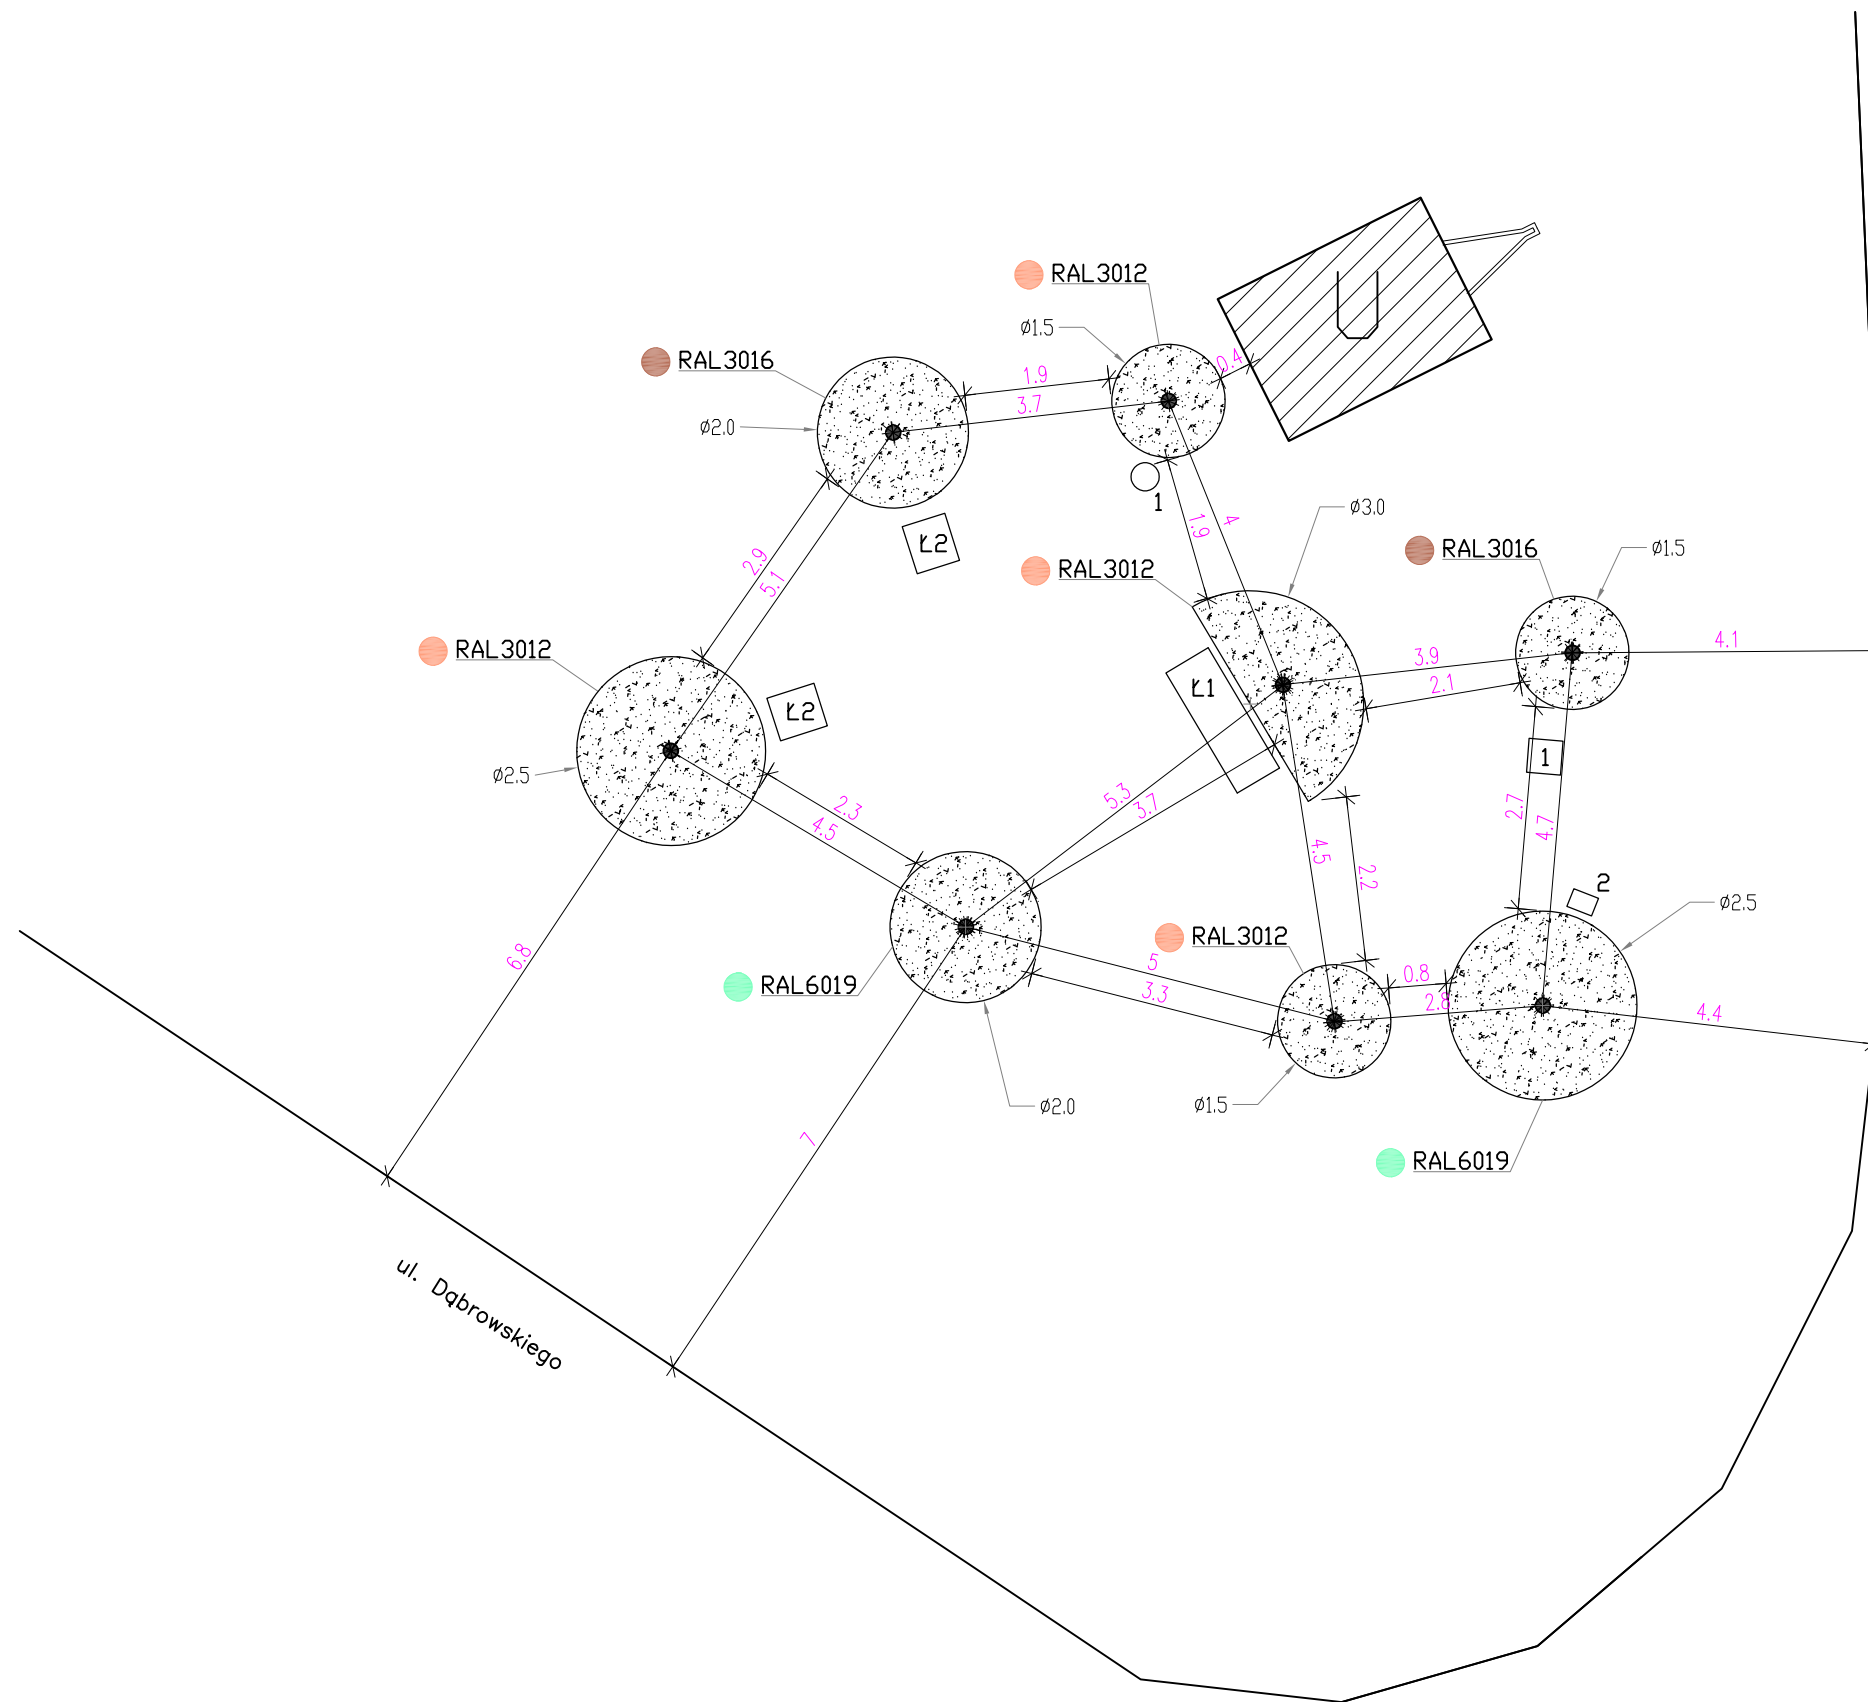 RAL3012
ø1.5
0.4
RAL3016
1.9
3.7
ø2.0
1
Ł2
1.9
4
ø3.0
RAL3012
RAL3016
ø1.5
2.9
5.1
RAL3012
Ł2
Ł1
3.9
2.1
4.1
ø2.5
1
2.3
4.5
5.3
3.7
2.7
4.7
4.5
2.2
2
ø2.5
RAL3012
6.8
RAL6019
5
3.3
0.8
2.8
4.4
ø2.0
ø1.5
7
RAL6019
U
ul. Dąbrowskiego